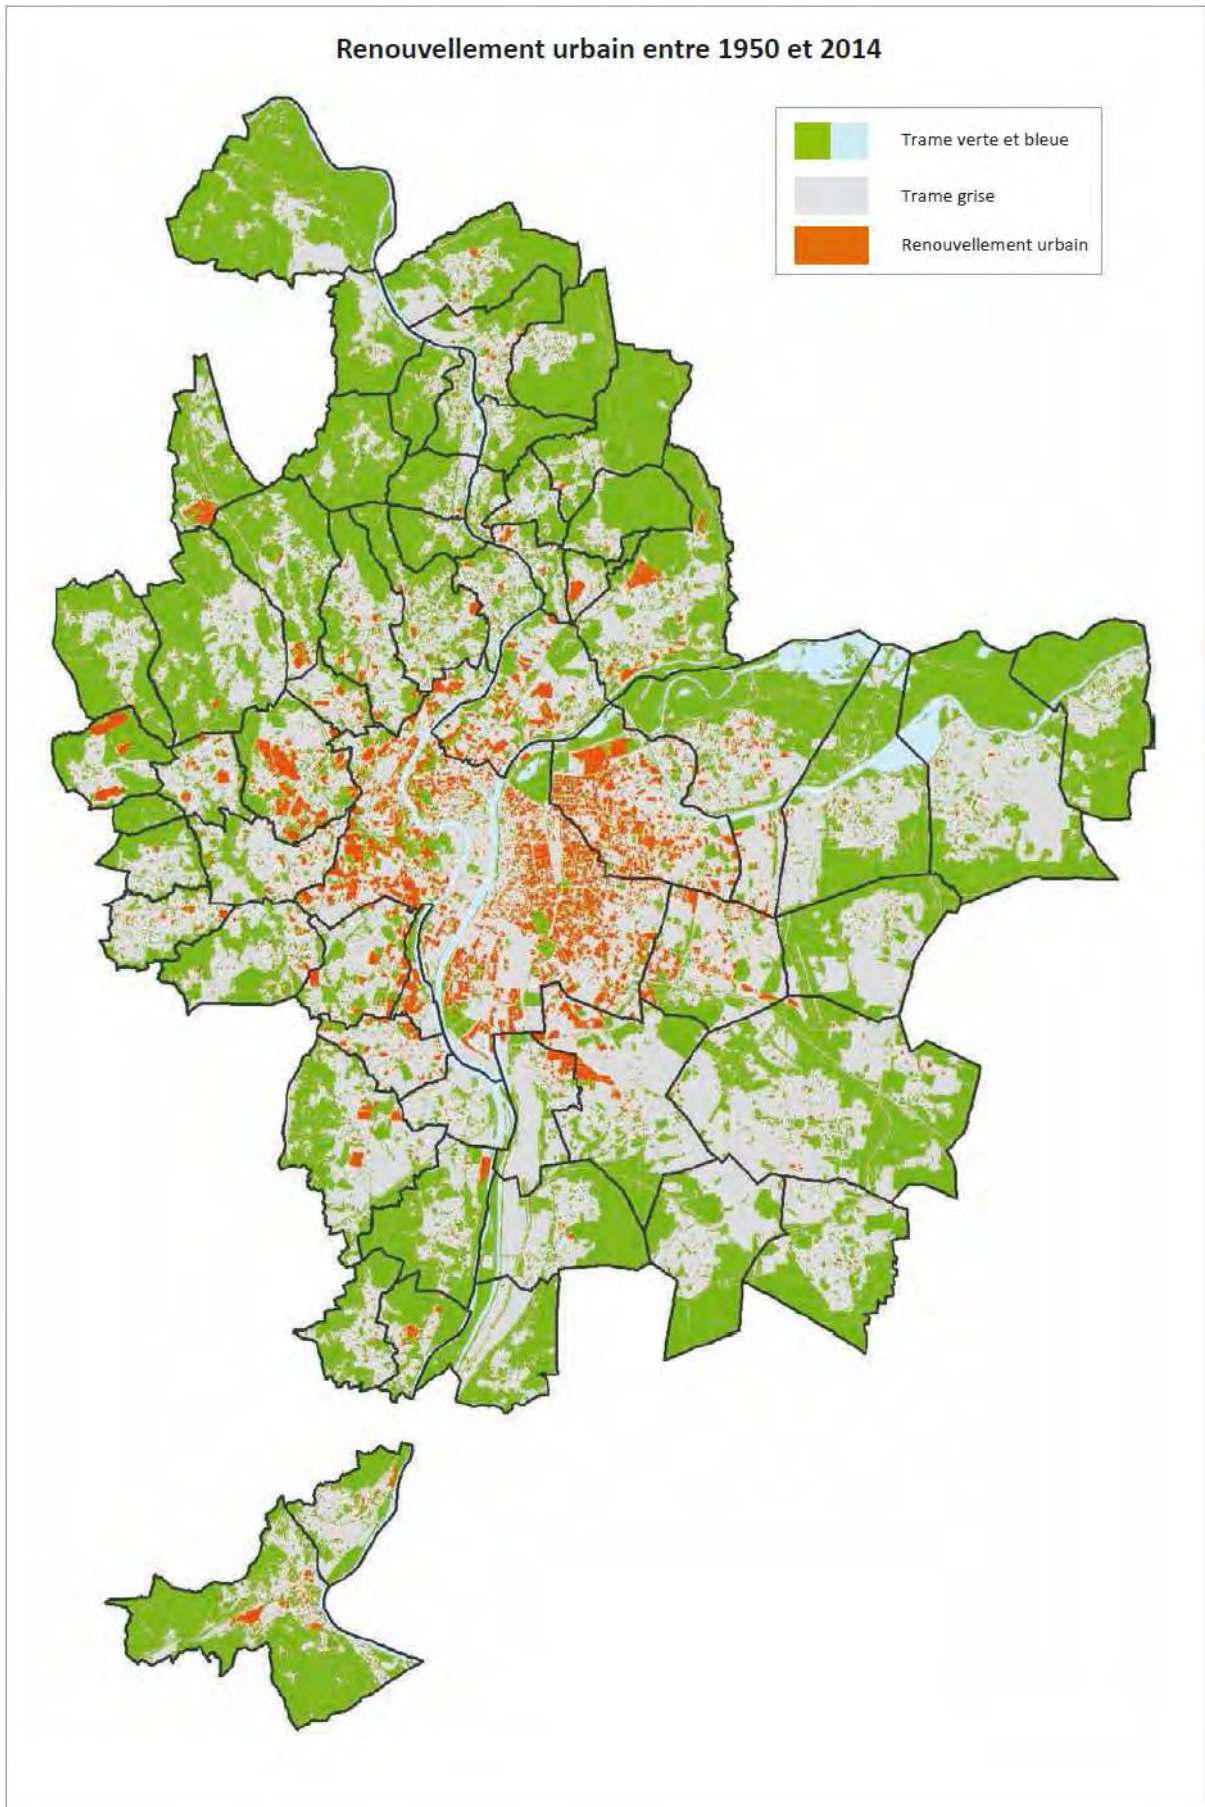 Renouvellement urbain entre 1950 et 2014
Trame verte et bleue
Trame grise
Renouvellement urbain